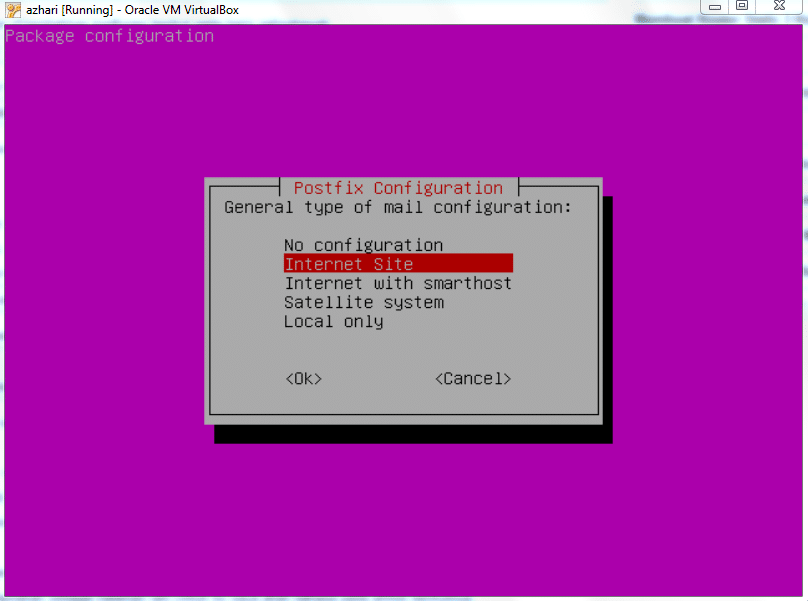 azhari [Running] - Oracle VM VirtualBox
Package configuration
Postfix Configuration
General type of mail configuration:
No configuration
Internet Site
Internet with smarthost
Satellite system
Local only
<Ok> <Cancel>